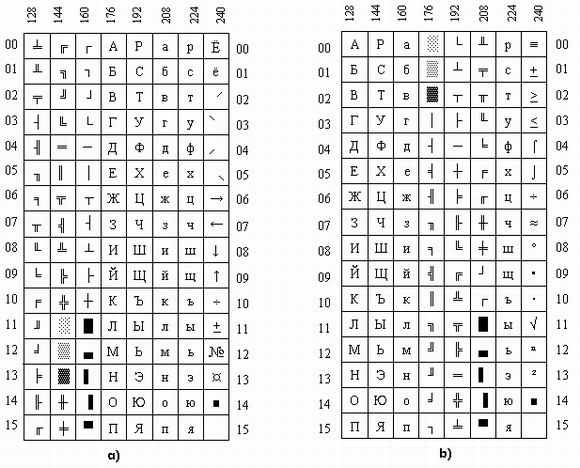 128 144 160 176 192 208 224 240 128 144 160 176 192 208 224 240
00 ╧ ╔ ┌ А Р а р Ё 00 00 А Р а ░ └ ╨ р ≡ 00
01 ╨ ╗ ┐ Б С б с ё 01 01 Б С б ▒ ┴ ╤ с ± 01
02 ╤ ╝ ┘ В Т в т ˊ 02 02 В Т в ▓ ┬ ╥ т ≥ 02
03 ╡ ╚ └ Г У г у ˋ 03 03 Г У г │ ├ ╙ у ≤ 03
04 ╢ ═ ─ Д Ф д ф ˏ 04 04 Д Ф д ┤ ─ ╘ ф ⌠ 04
05 ╖ ║ │ Е Х е х ˎ 05 05 Е Х е ╡ ┼ ╒ х ⌡ 05
06 ╕ ╦ ┬ Ж Ц ж ц → 06 06 Ж Ц ж ╢ ╞ ╓ ц ÷ 06
07 ╥ ╣ ┤ З Ч з ч ← 07 07 З Ч з ╖ ╟ ╫ ч ≈ 07
08 ╙ ╩ ┴ И Ш и ш ↓ 08 08 И Ш и ╕ ╚ ╪ ш ° 08
09 ╘ ╠ ├ Й Щ й щ ↑ 09 09 Й Щ й ╣ ╔ ┘ щ ∙ 09
10 ╒ ╬ ┼ К Ъ к ъ ÷ 10 10 К Ъ к ║ ╩ ┌ ъ · 10
11 ╜ ░ █ Л Ы л ы ± 11 11 Л Ы л ╗ ╦ █ ы √ 11
12 ╛ ▒ ▄ М Ь м ь № 12 12 М Ь м ╝ ╠ ▄ ь ⁿ 12
13 ╞ ▓ ▌ Н Э н э ¤ 13 13 Н Э н ╜ ═ ▌ э ² 13
14 ╟ ╫ ▐ О Ю о ю ■ 14 14 О Ю о ╛ ╬ ▐ ю ■ 14
15 ╓ ╪ ▀ П Я п я 15 15 П Я п ┐ ╧ ▀ я 15
a) b)